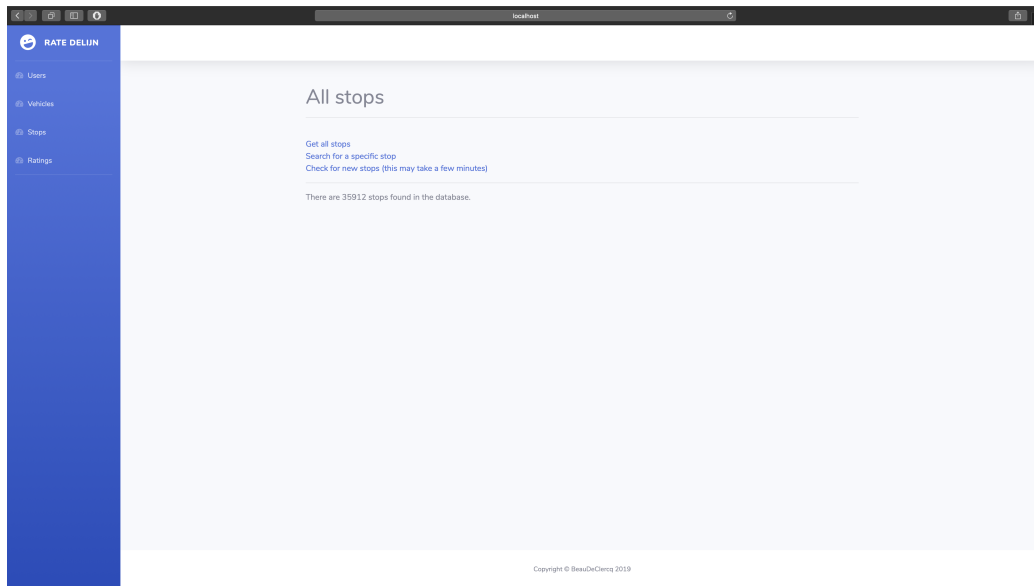 localhost
RATE DELIJN
Users
Vehicles
Stops
Ratings
All stops
Get all stops
Search for a specific stop
Check for new stops (this may take a few minutes)
There are 35912 stops found in the database.
Copyright © BeauDeClercq 2019